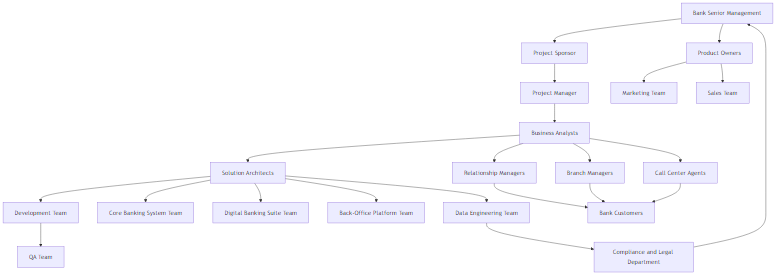 Bank Senior Management
Project Sponsor
Product Owners
Project Manager
Marketing Team
Sales Team
Business Analysts
Solution Architects
Relationship Managers
Branch Managers
Call Center Agents
Development Team
Core Banking System Team
Digital Banking Suite Team
Back-Office Platform Team
Data Engineering Team
Bank Customers
QA Team
Compliance and Legal
Department